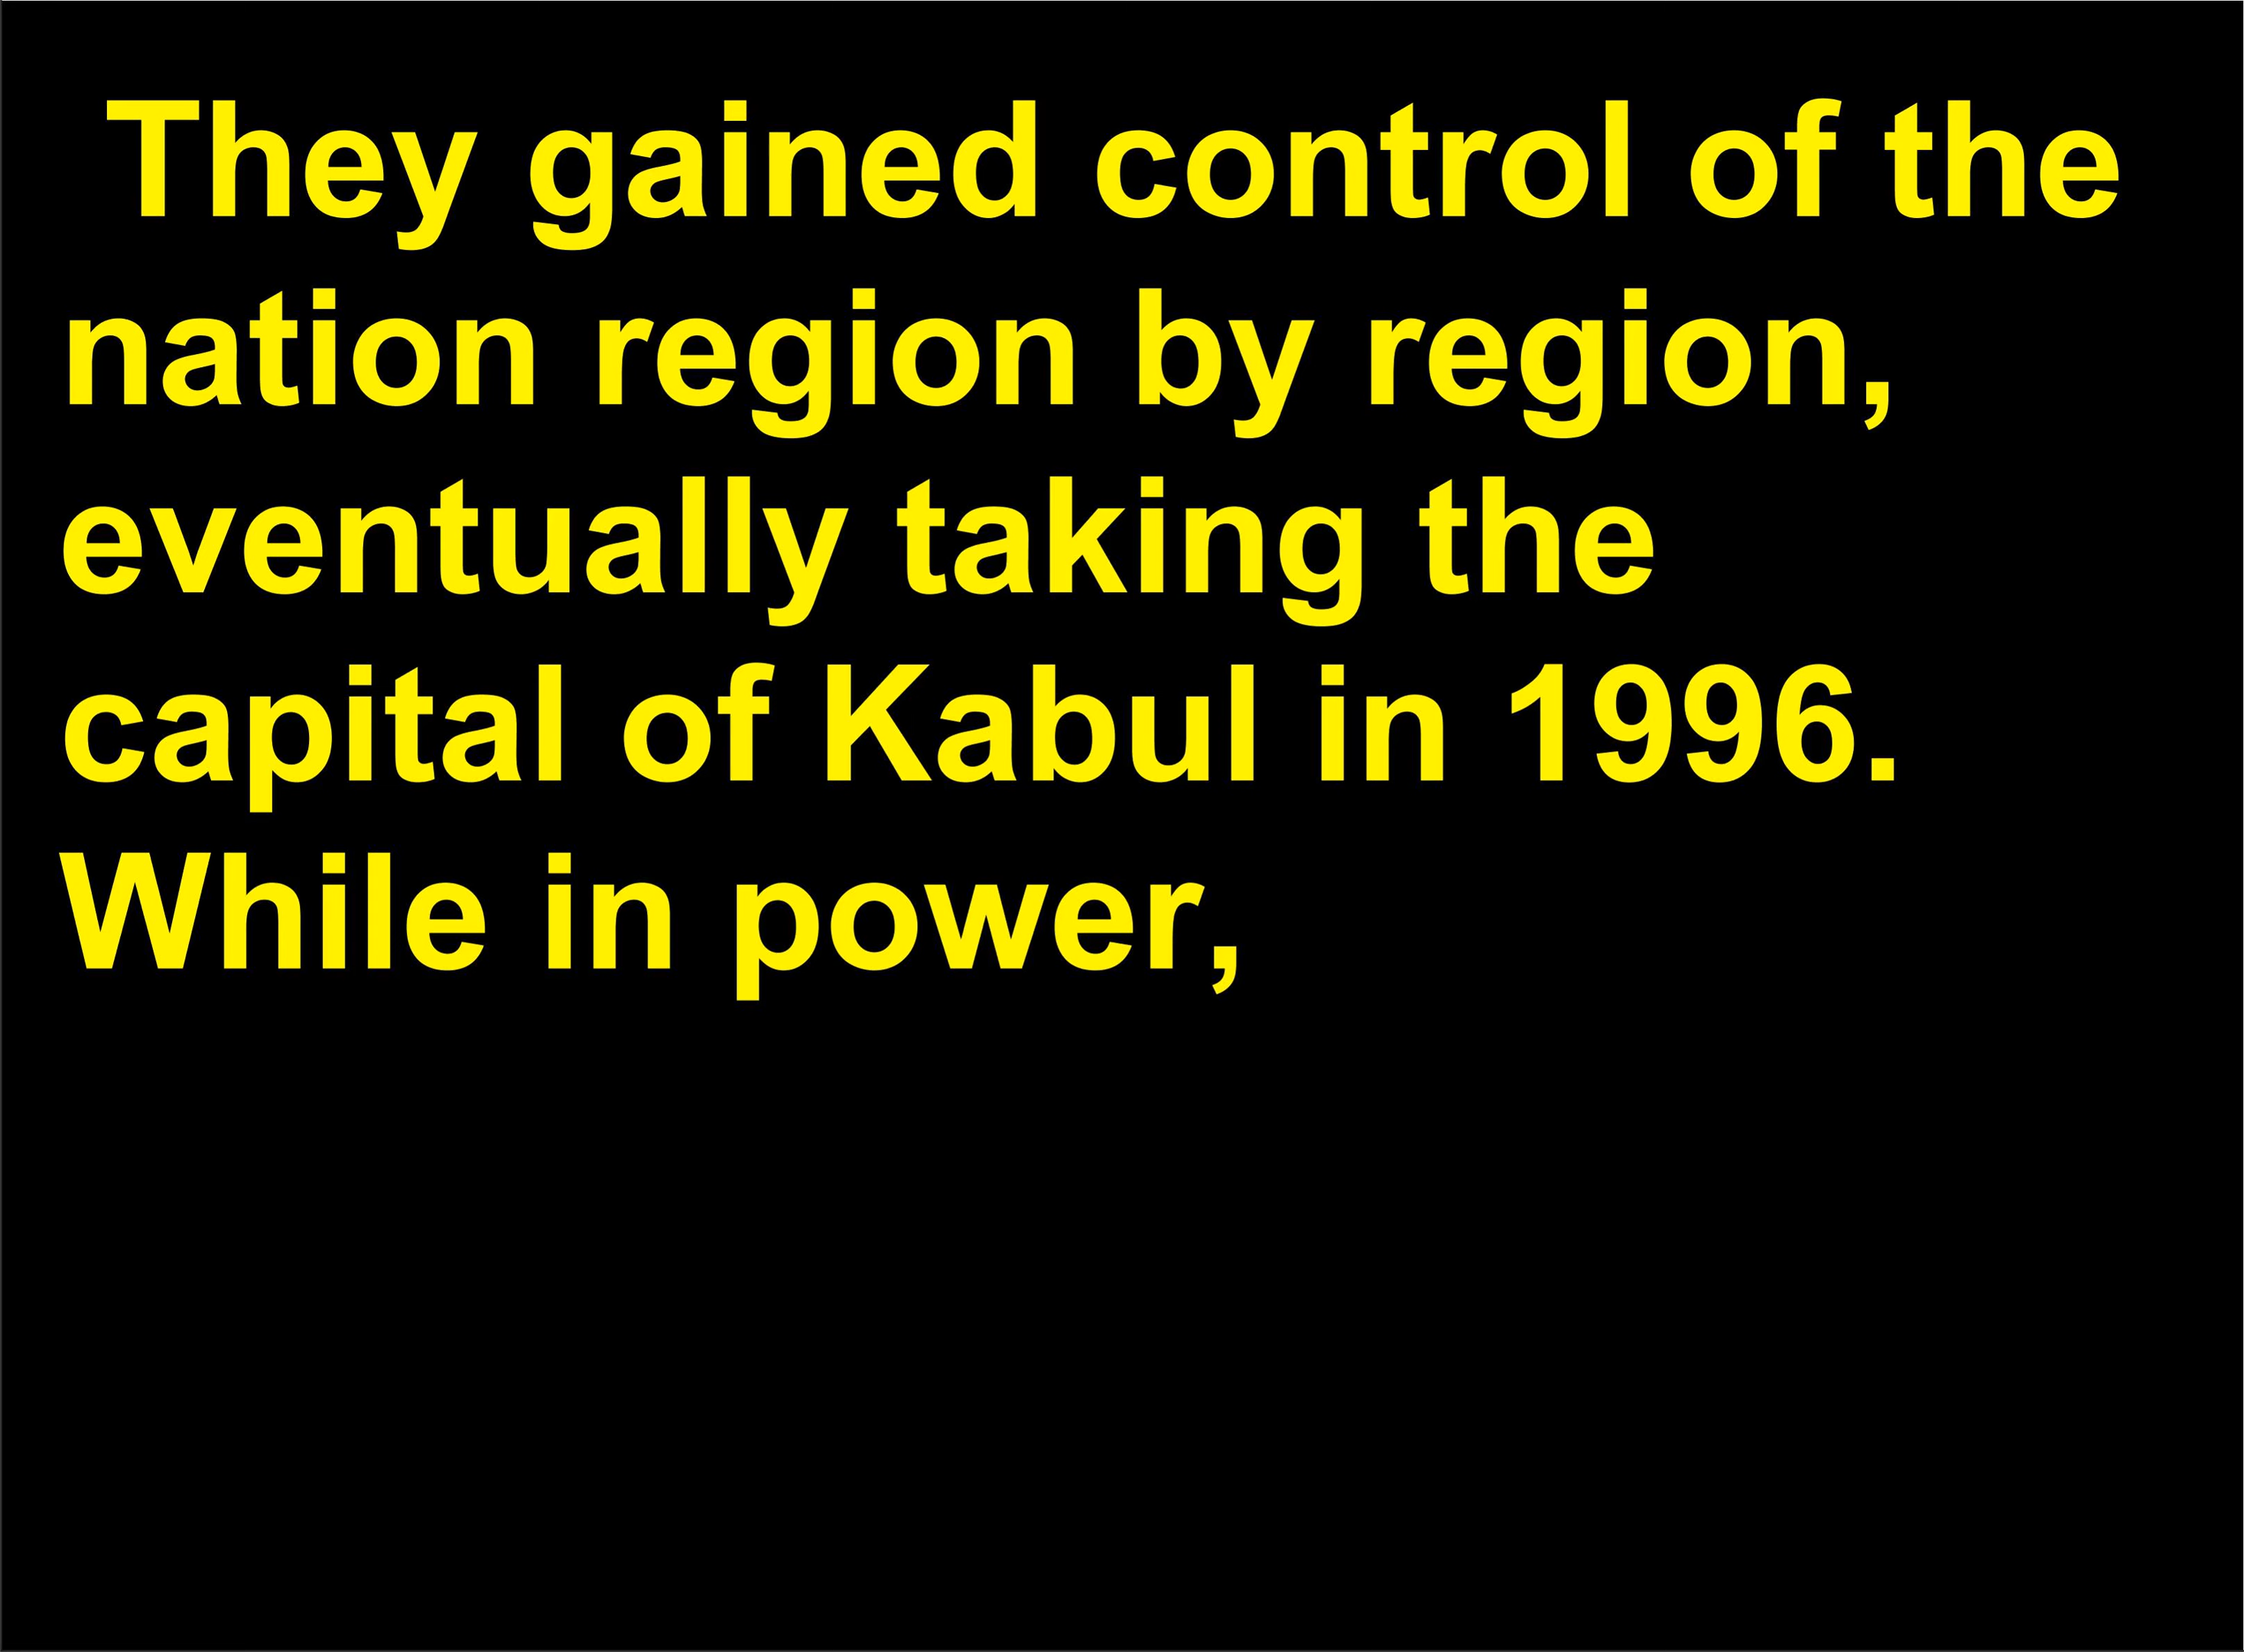 They gained control of the
nation region by region,
eventually taking the
capital of Kabul in 1996.
While in power,